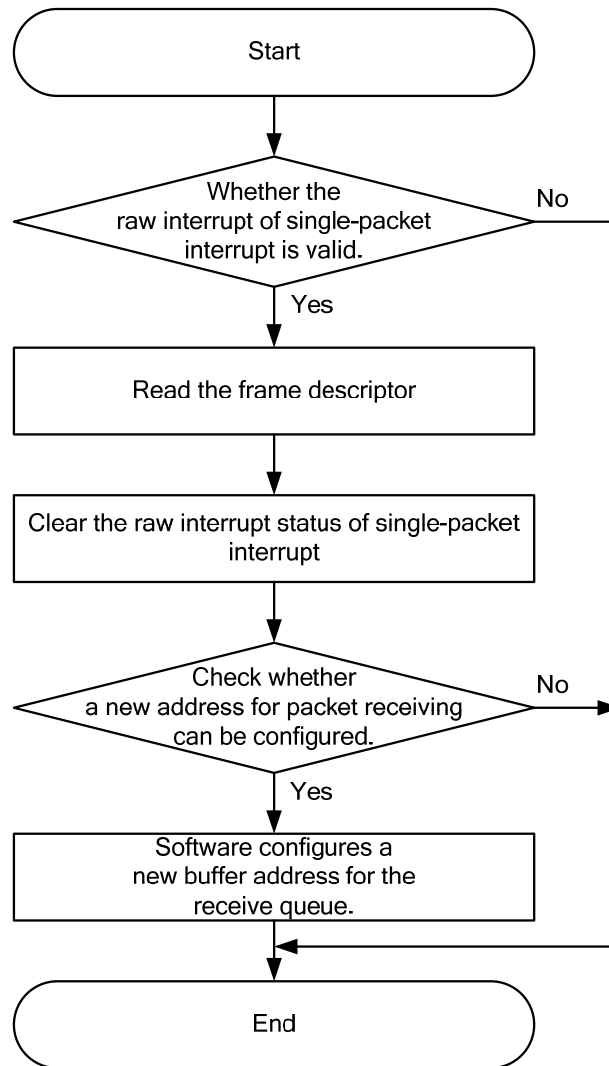 Start
Whether the
raw interrupt of single-packet
interrupt is valid.
No
Yes
Read the frame descriptor
Clear the raw interrupt status of single-packet
interrupt
Check whether
a new address for packet receiving
can be configured.
No
Yes
Software configures a
new buffer address for the
receive queue.
End